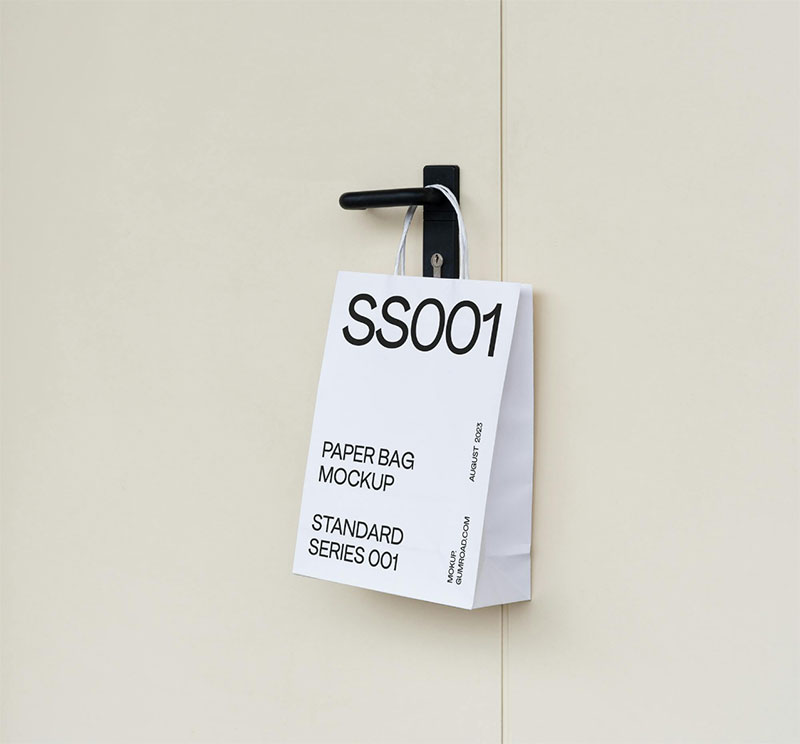 SS001
PAPER BAG
MOCKUP
AUGUST 2023
STANDARD
SERIES 001
MOKUP.
GUMROAD.COM